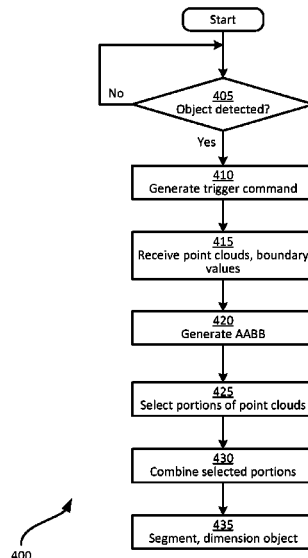 Start
405
Object detected?
No
Yes
410
Generate trigger command
415
Receive point clouds, boundary
values
420
Generate AABB
425
Select portions of point clouds
430
Combine selected portions
435
Segment, dimension object
400